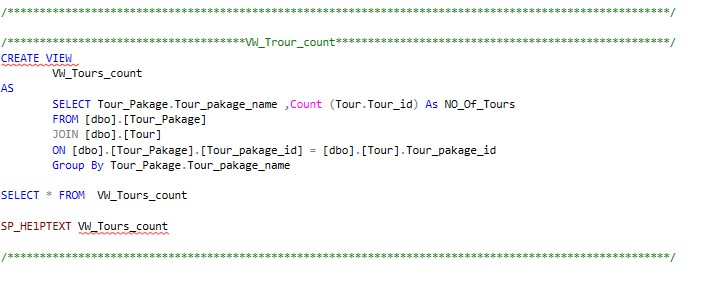 /*******************************************************************************************************/
/*************************************VW_Trour_count****************************************************/
CREATE VIEW
VW_Tours_count
AS
SELECT Tour_Pakage.Tour_pakage_name ,Count (Tour.Tour_id) As NO_Of_Tours
FROM [dbo].[Tour_Pakage]
JOIN [dbo].[Tour]
ON [dbo].[Tour_Pakage].[Tour_pakage_id] = [dbo].[Tour].Tour_pakage_id
Group By Tour_Pakage.Tour_pakage_name
SELECT * FROM  VW_Tours_count
SP_HElPTEXT VW_Tours_count
/*******************************************************************************************************/